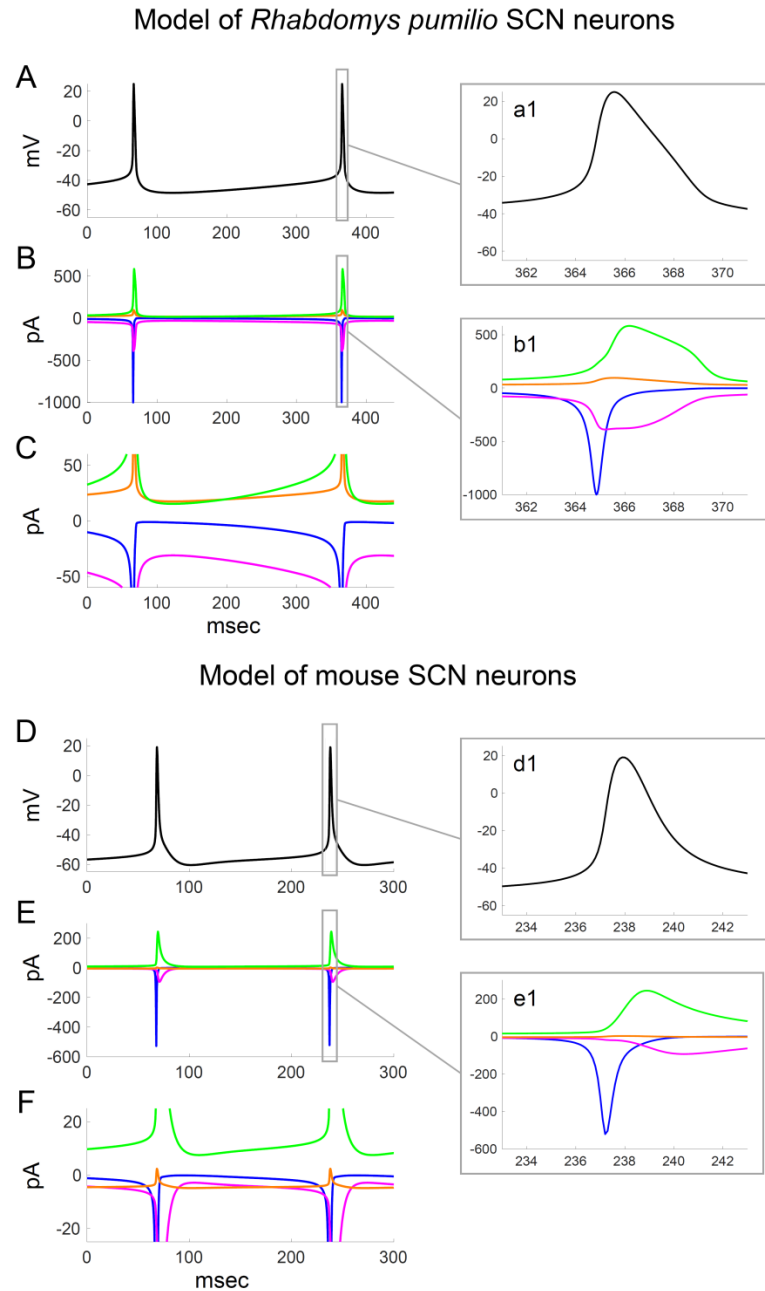 Model of Rhabdomys pumilio SCN neurons
A
20
0
-20
-40
-60
mV
0 100 200 300 400
a1
20
0
-20
-40
-60
362 364 366 368 370
B
500
0
-500
-1000
pA
0 100 200 300 400
b1
500
0
-500
-1000
362 364 366 368 370
C
50
0
-50
pA
0 100 200 300 400
msec
Model of mouse SCN neurons
D
20
0
-20
-40
-60
mV
0 100 200 300
d1
20
0
-20
-40
-60
234 236 238 240 242
E
200
0
-200
-400
-600
pA
0 100 200 300
e1
200
0
-200
-400
-600
234 236 238 240 242
F
20
0
-20
pA
0 100 200 300
msec